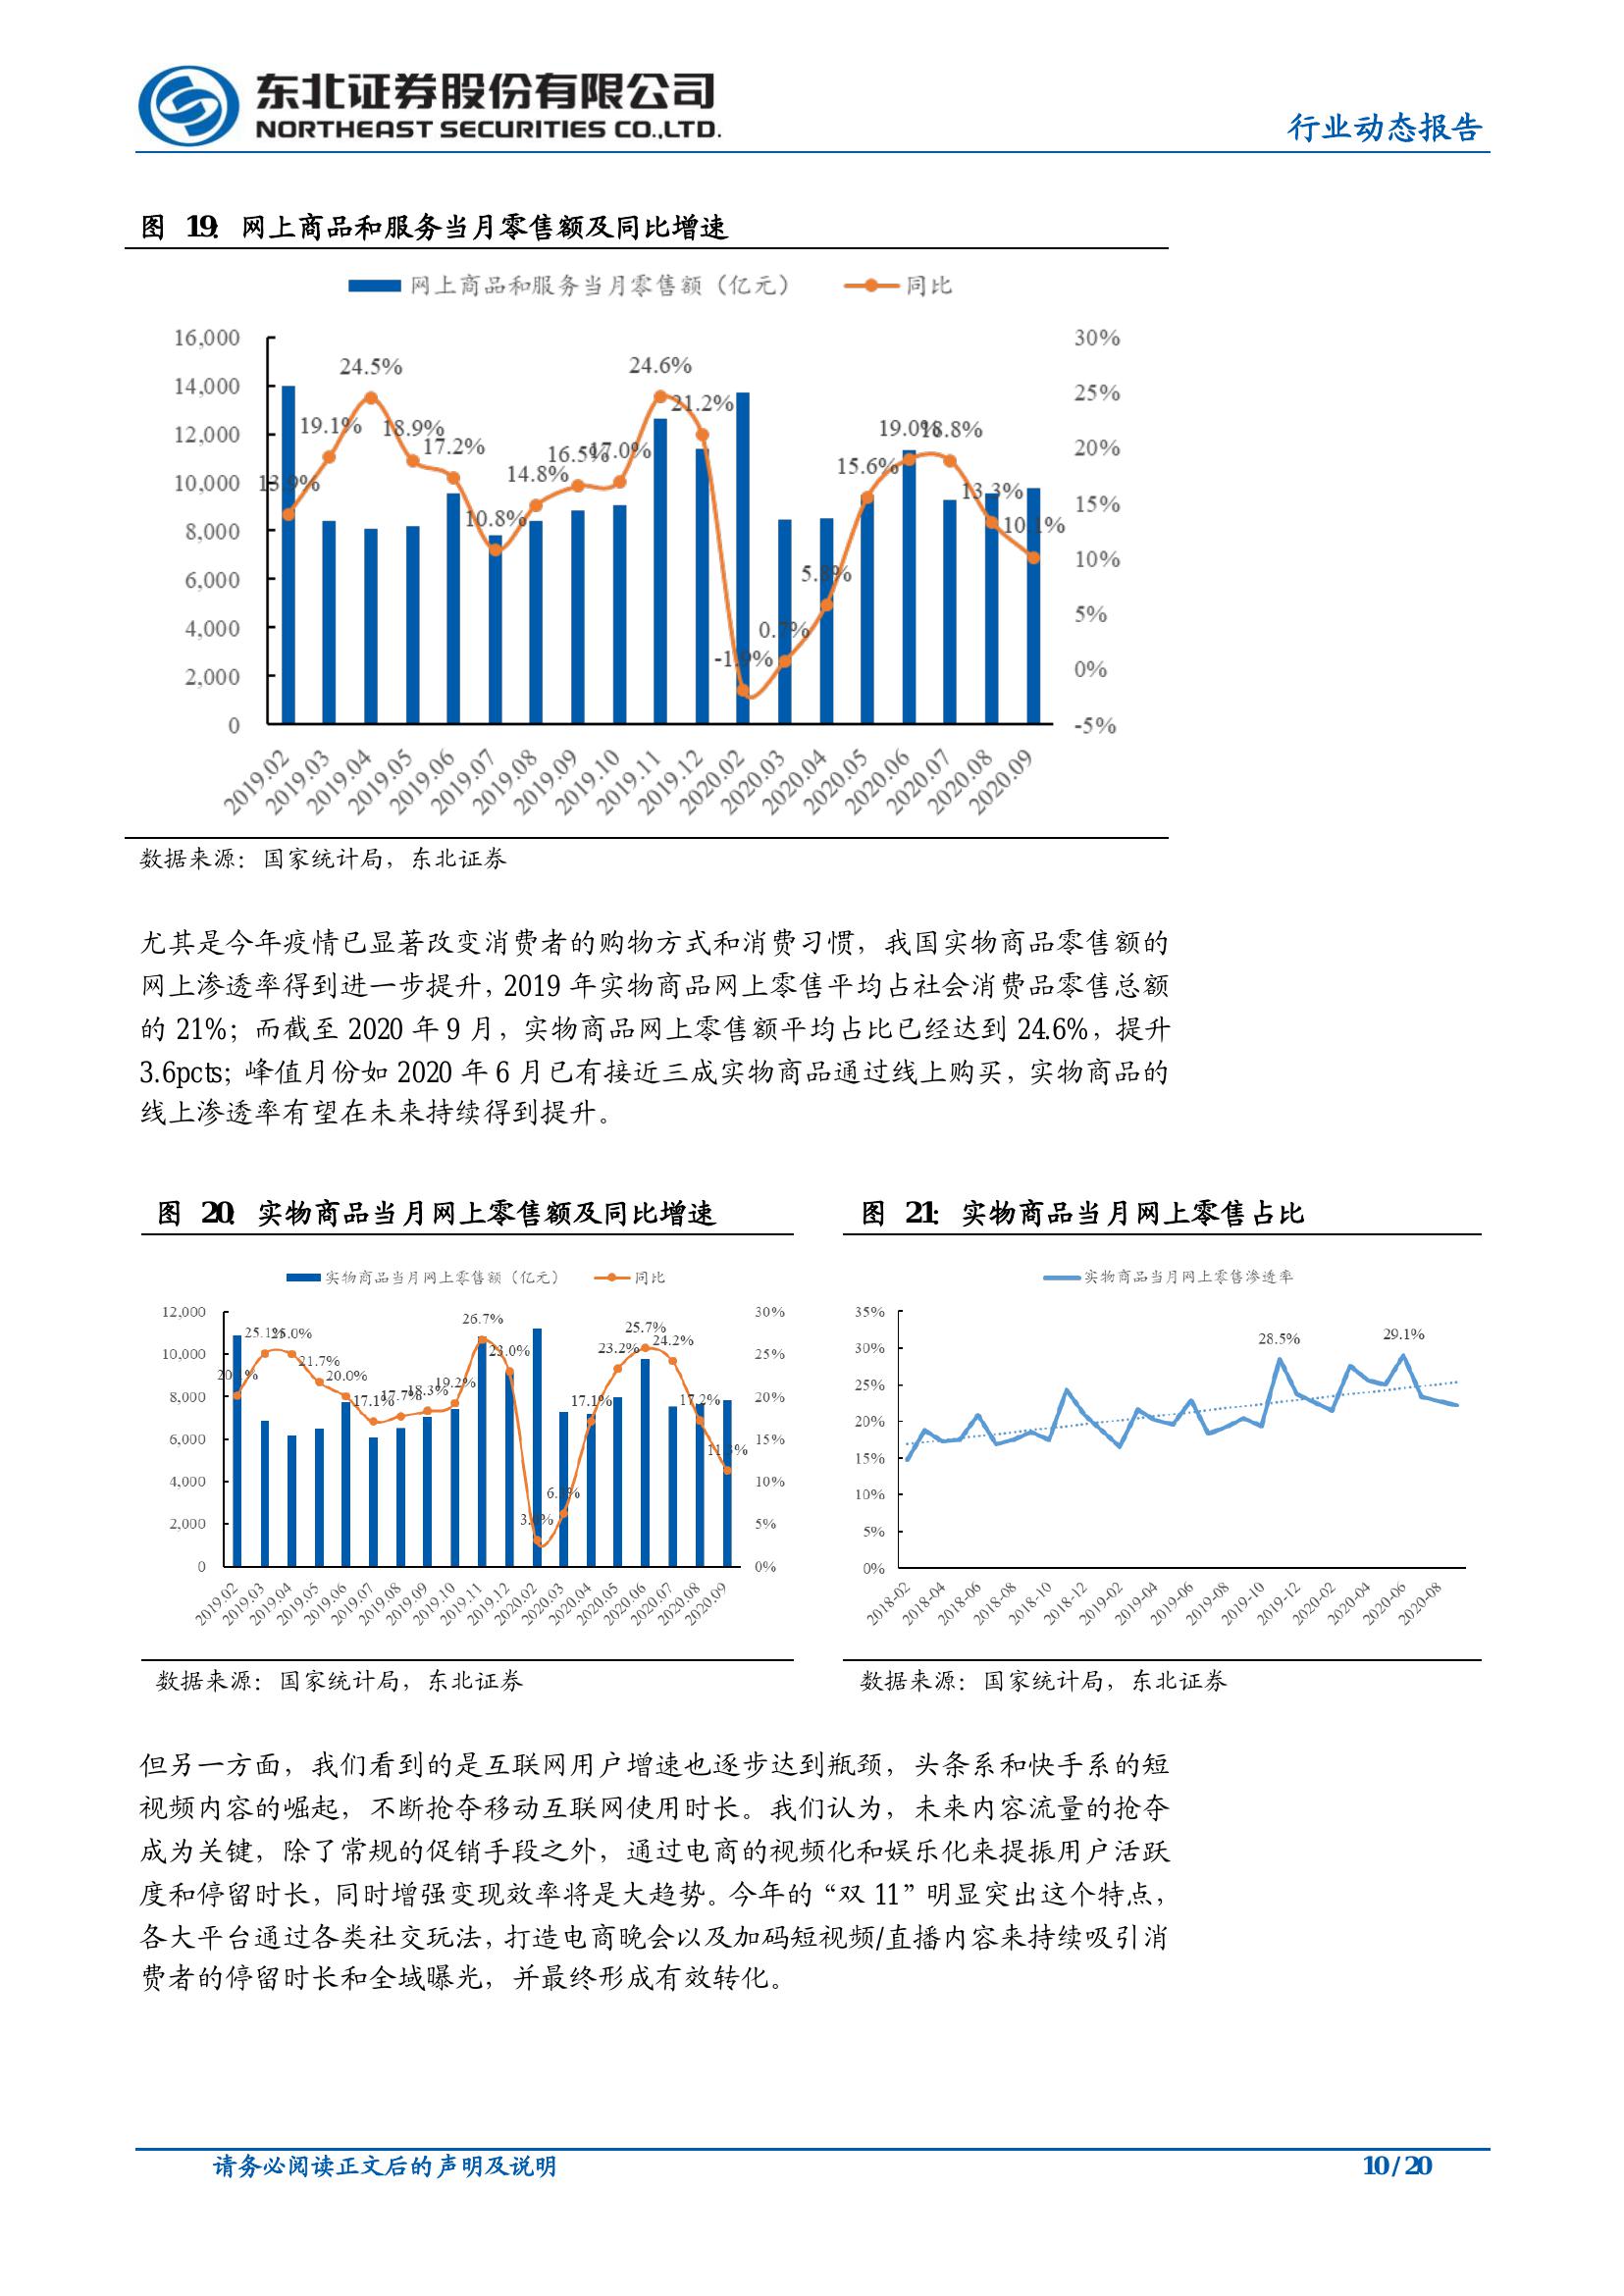 东北证券股份有限公司
NORTHEAST SECURITIES CO.,LTD.
行业动态报告
图 19: 网上商品和服务当月零售额及同比增速
网上商品和服务当月零售额（亿元） 同比
16,000 30%
24.5% 24.6%
14,000 25%
21.2%
19.1% 18.9% 19.0% 18.8%
12,000 20%
17.2% 16.5% 17.0%
14.8% 15.6%
13.9% 10,000 13.3% 15%
10.8% 10.1%
8,000 10%
6,000
5%
4,000
0.7%
-1.9% 0%
2,000
0 -5%
2019.02 2019.03 2019.04 2019.05 2019.06 2019.07 2019.08 2019.09 2019.10 2019.11 2019.12 2020.02 2020.03 2020.04 2020.05 2020.06 2020.07 2020.08 2020.09
数据来源：国家统计局，东北证券
尤其是今年疫情已显著改变消费者的购物方式和消费习惯，我国实物商品零售额的
网上渗透率得到进一步提升，2019 年实物商品网上零售平均占社会消费品零售总额
的 21%；而截至 2020 年 9 月，实物商品网上零售额平均占比已经达到 24.6%，提升
3.6pcts；峰值月份如 2020 年 6 月已有接近三成实物商品通过线上购买，实物商品的
线上渗透率有望在未来持续得到提升。
图 20: 实物商品当月网上零售额及同比增速
实物商品当月网上零售额（亿元） 同比
12,000 30%
26.7%
25.1% 25.0% 25.7%
23.0% 23.2% 24.2%
10,000 25%
21.7%
20.0%
19.2%
8,000 20%
17.1% 17.7% 18.3% 17.1% 17.2%
6,000 15%
4,000 10%
2,000 5%
0 0%
2019.02 2019.03 2019.04 2019.05 2019.06 2019.07 2019.08 2019.09 2019.10 2019.11 2019.12 2020.02 2020.03 2020.04 2020.05 2020.06 2020.07 2020.08 2020.09
数据来源：国家统计局，东北证券
图 21: 实物商品当月网上零售占比
实物商品当月网上零售渗透率
35%
28.5% 29.1%
30%
25%
20%
15%
10%
5%
0%
2018-02 2018-04 2018-06 2018-08 2018-10 2018-12 2019-02 2019-04 2019-06 2019-08 2019-10 2019-12 2020-02 2020-04 2020-06 2020-08
数据来源：国家统计局，东北证券
但另一方面，我们看到的是互联网用户增速也逐步达到瓶颈，头条系和快手系的短
视频内容的崛起，不断抢夺移动互联网使用时长。我们认为，未来内容流量的抢夺
成为关键，除了常规的促销手段之外，通过电商的视频化和娱乐化来提振用户活跃
度和停留时长，同时增强变现效率将是大趋势。今年的“双 11”明显突出这个特点，
各大平台通过各类社交玩法，打造电商晚会以及加码短视频/直播内容来持续吸引消
费者的停留时长和全域曝光，并最终形成有效转化。
请务必阅读正文后的声明及说明
10 / 20